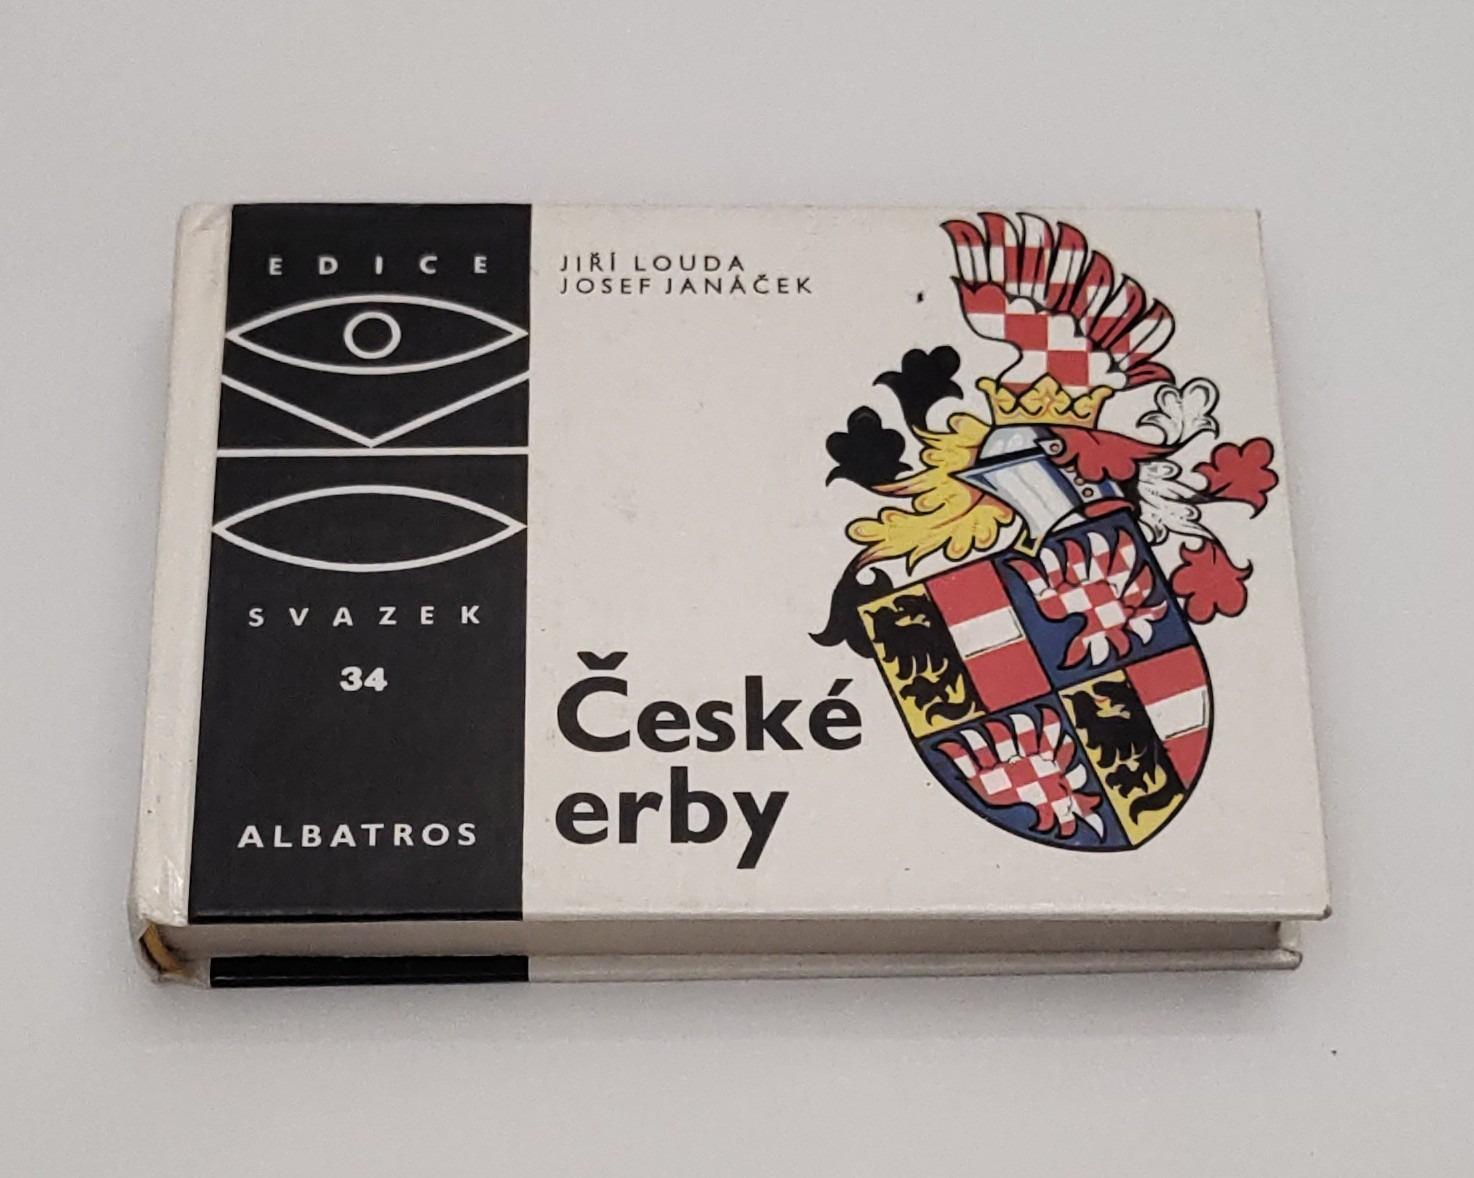 EDICE
SVAZEK
34
ALBATROS
JIŘÍ LOUDA
JOSEF JANÁČEK
České
erby